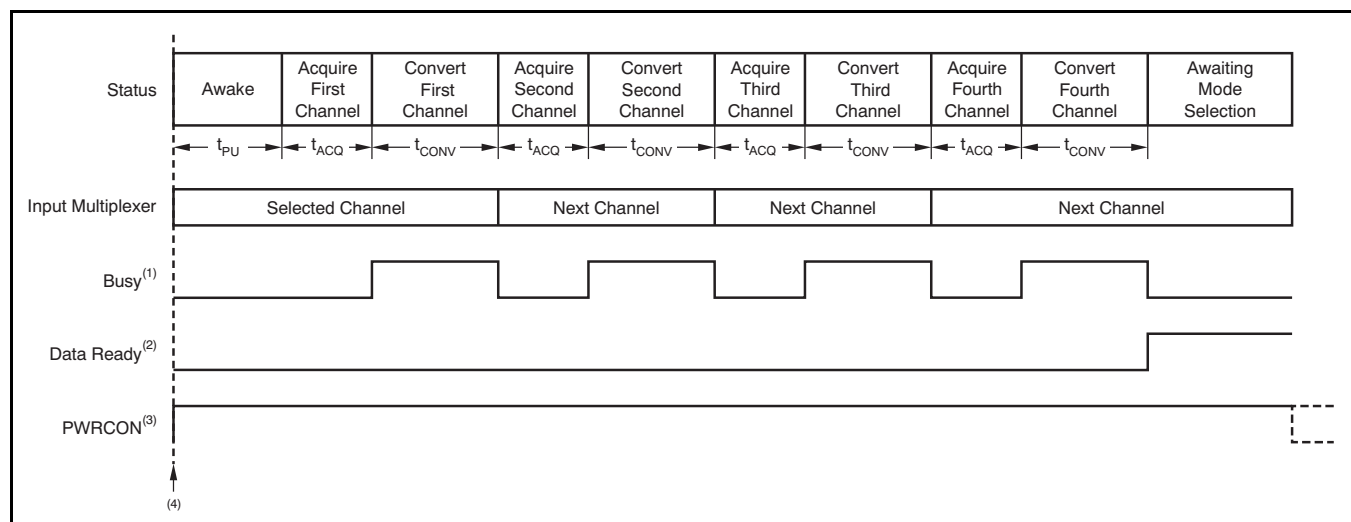 Status
Awake
Acquire
First
Channel
Convert
First
Channel
Acquire
Second
Channel
Convert
Second
Channel
Acquire
Third
Channel
Convert
Third
Channel
Acquire
Fourth
Channel
Convert
Fourth
Channel
Awaiting
Mode
Selection
tPU
tACQ
tCONV
tACQ
tCONV
tACQ
tCONV
tACQ
tCONV
Input Multiplexer
Selected Channel
Next Channel
Next Channel
Next Channel
Busy(1)
Data Ready(2)
PWRCON(3)
(4)